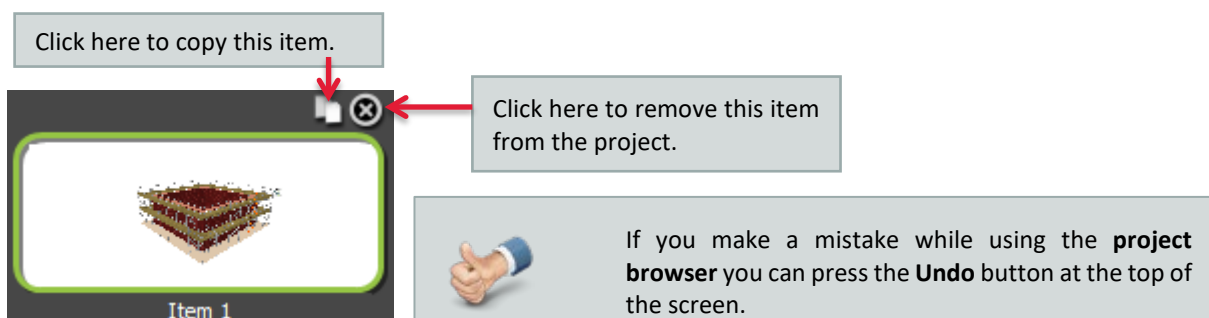 Click here to copy this item.
Click here to remove this item
from the project.
If you make a mistake while using the project
browser you can press the Undo button at the top of
the screen.
Item 1